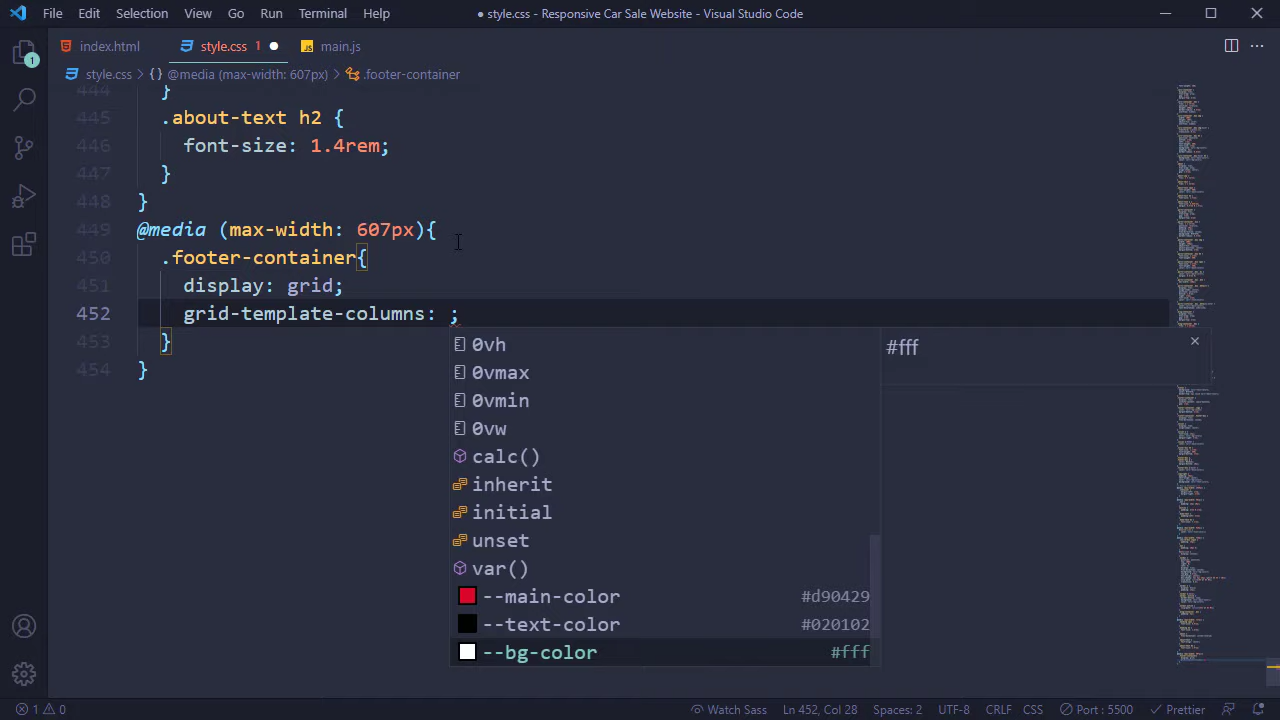 File Edit Selection View Go Run Terminal Help
● style.css - Responsive Car Sale Website - Visual Studio Code
index.html
style.css 1
JS main.js
style.css > {} @media (max-width: 607px) > .footer-container
444 }
445 .about-text h2 {
446 font-size: 1.4rem;
447 }
448 }
449 @media (max-width: 607px){
450 .footer-container{
451 display: grid;
452 grid-template-columns: ;
453 }
454 }
0vh
0vmax
0vmin
0vw
calc()
inherit
initial
unset
var()
--main-color #d90429
--text-color #020102
--bg-color #fff
#fff
1
1 0
Watch Sass Ln 452, Col 28 Spaces: 2 UTF-8 CRLF CSS Port : 5500 Prettier